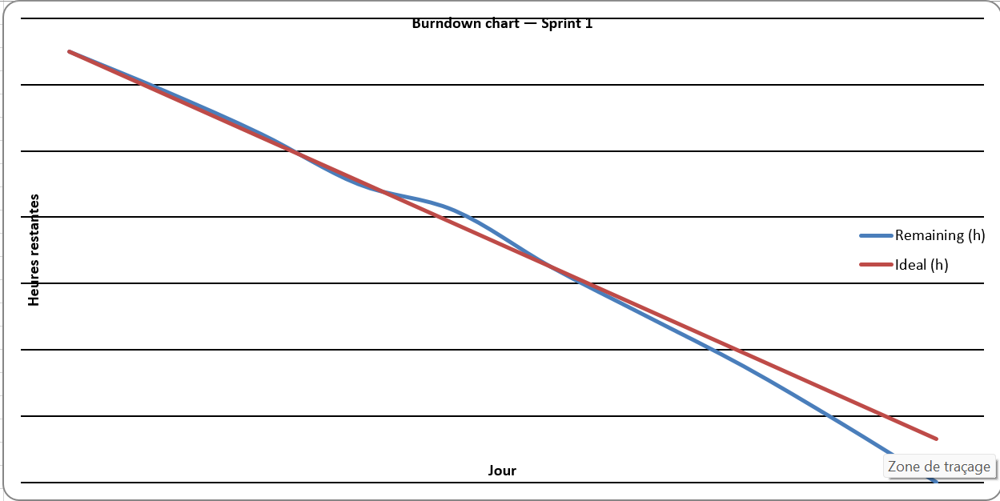 Burndown chart — Sprint 1
Heures restantes
Remaining (h)
Ideal (h)
Zone de traçage
Jour